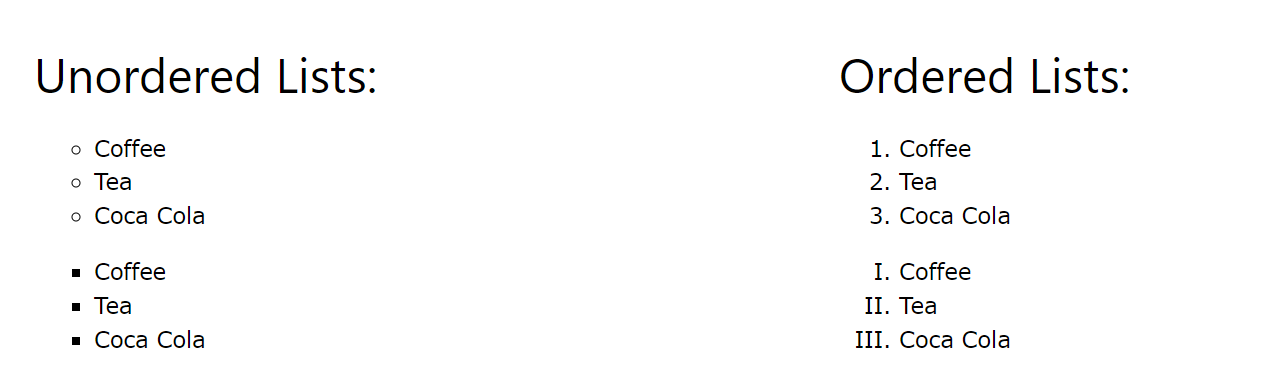 Unordered Lists:
○ Coffee
○ Tea
○ Coca Cola
■ Coffee
■ Tea
■ Coca Cola
Ordered Lists:
1. Coffee
2. Tea
3. Coca Cola
I. Coffee
II. Tea
III. Coca Cola